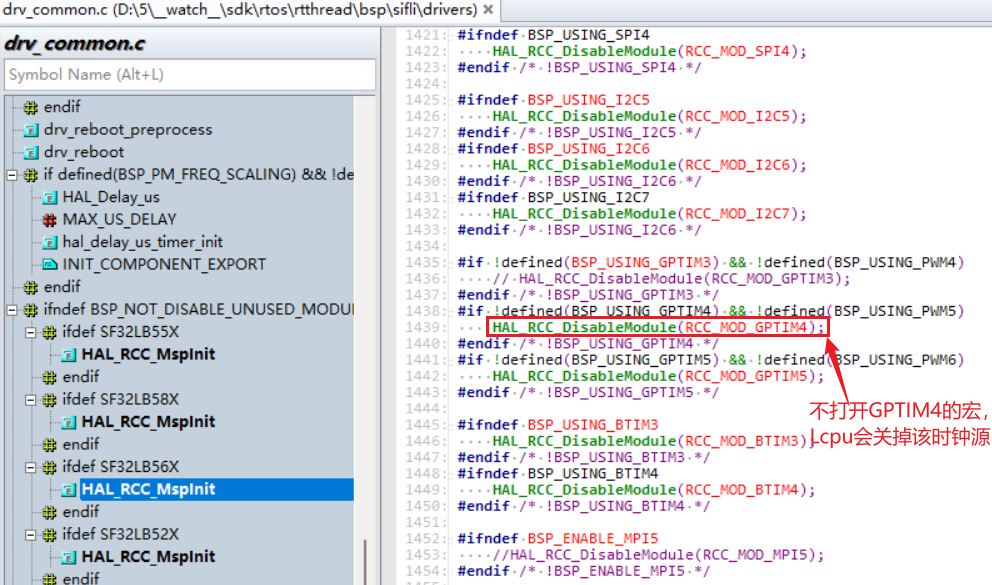 drv_common.c (D:\5\__watch__\sdk\rtos\rtthread\bsp\sifli\drivers) ×
drv_common.c
Symbol Name (Alt+L)
endif
drv_reboot_preprocess
drv_reboot
if defined(BSP_PM_FREQ_SCALING) && !de
HAL_Delay_us
MAX_US_DELAY
hal_delay_us_timer_init
INIT_COMPONENT_EXPORT
endif
ifndef BSP_NOT_DISABLE_UNUSED_MODU
ifdef SF32LB55X
HAL_RCC_MspInit
endif
ifdef SF32LB58X
HAL_RCC_MspInit
endif
ifdef SF32LB56X
HAL_RCC_MspInit
endif
ifdef SF32LB52X
HAL_RCC_MspInit
endif
1421: #ifndef·BSP_USING_SPI4
1422: ····HAL_RCC_DisableModule(RCC_MOD_SPI4);
1423: #endif·/*·!BSP_USING_SPI4·*/
1424:
1425: #ifndef·BSP_USING_I2C5
1426: ····HAL_RCC_DisableModule(RCC_MOD_I2C5);
1427: #endif·/*·!BSP_USING_I2C5·*/
1428: #ifndef·BSP_USING_I2C6
1429: ····HAL_RCC_DisableModule(RCC_MOD_I2C6);
1430: #endif·/*·!BSP_USING_I2C6·*/
1431: #ifndef·BSP_USING_I2C7
1432: ····HAL_RCC_DisableModule(RCC_MOD_I2C7);
1433: #endif·/*·!BSP_USING_I2C6·*/
1434:
1435: #if·!defined(BSP_USING_GPTIM3)·&&·!defined(BSP_USING_PWM4)
1436: ····//·HAL_RCC_DisableModule(RCC_MOD_GPTIM3);
1437: #endif·/*·!BSP_USING_GPTIM3·*/
1438: #if·!defined(BSP_USING_GPTIM4)·&&·!defined(BSP_USING_PWM5)
1439: HAL_RCC_DisableModule(RCC_MOD_GPTIM4);
1440: #endif·/*·!BSP_USING_GPTIM4·*/
1441: #if·!defined(BSP_USING_GPTIM5)·&&·!defined(BSP_USING_PWM6)
1442: ····HAL_RCC_DisableModule(RCC_MOD_GPTIM5);
1443: #endif·/*·!BSP_USING_GPTIM5·*/
1444:
1445: #ifndef·BSP_USING_BTIM3
1446: ····HAL_RCC_DisableModule(RCC_MOD_BTIM3);
1447: #endif·/*·!BSP_USING_BTIM3·*/
1448: #ifndef·BSP_USING_BTIM4
1449: ····HAL_RCC_DisableModule(RCC_MOD_BTIM4);
1450: #endif·/*·!BSP_USING_BTIM4·*/
1451:
1452: #ifndef·BSP_ENABLE_MPI5
1453: ····//HAL_RCC_DisableModule(RCC_MOD_MPI5);
1454: #endif·/*·!BSP_ENABLE_MPI5·*/
不打开GPTIM4的宏，
Lcpu会关掉该时钟源